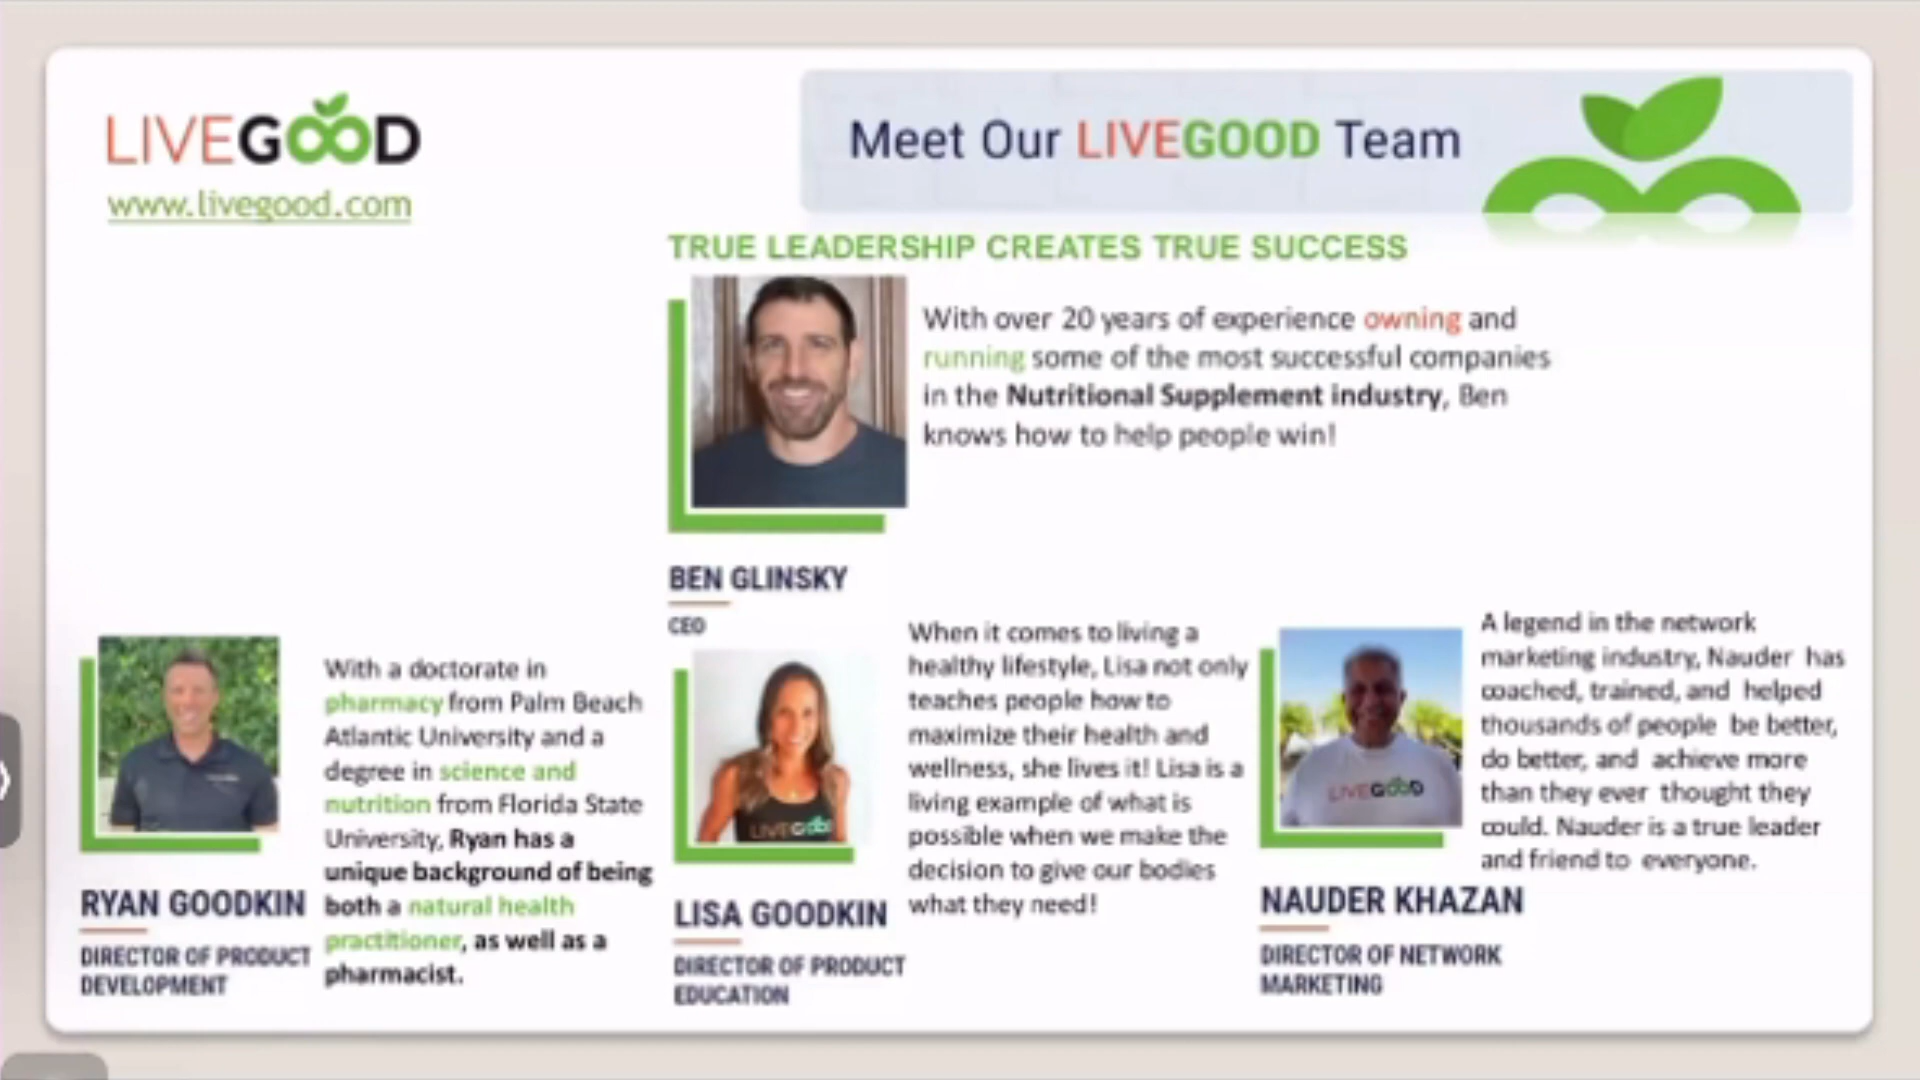 LIVEGOOD
www.livegood.com
Meet Our LIVEGOOD Team
TRUE LEADERSHIP CREATES TRUE SUCCESS
With over 20 years of experience owning and
running some of the most successful companies
in the Nutritional Supplement industry, Ben
knows how to help people win!
BEN GLINSKY
CEO
With a doctorate in
pharmacy from Palm Beach
Atlantic University and a
degree in science and
nutrition from Florida State
University, Ryan has a
unique background of being
both a natural health
practitioner, as well as a
pharmacist.
RYAN GOODKIN
DIRECTOR OF PRODUCT
DEVELOPMENT
When it comes to living a
healthy lifestyle, Lisa not only
teaches people how to
maximize their health and
wellness, she lives it! Lisa is a
living example of what is
possible when we make the
decision to give our bodies
what they need!
LIVEGOOD
LISA GOODKIN
DIRECTOR OF PRODUCT
EDUCATION
A legend in the network
marketing industry, Nauder has
coached, trained, and helped
thousands of people be better,
do better, and achieve more
than they ever thought they
could. Nauder is a true leader
and friend to everyone.
LIVEGOOD
NAUDER KHAZAN
DIRECTOR OF NETWORK
MARKETING